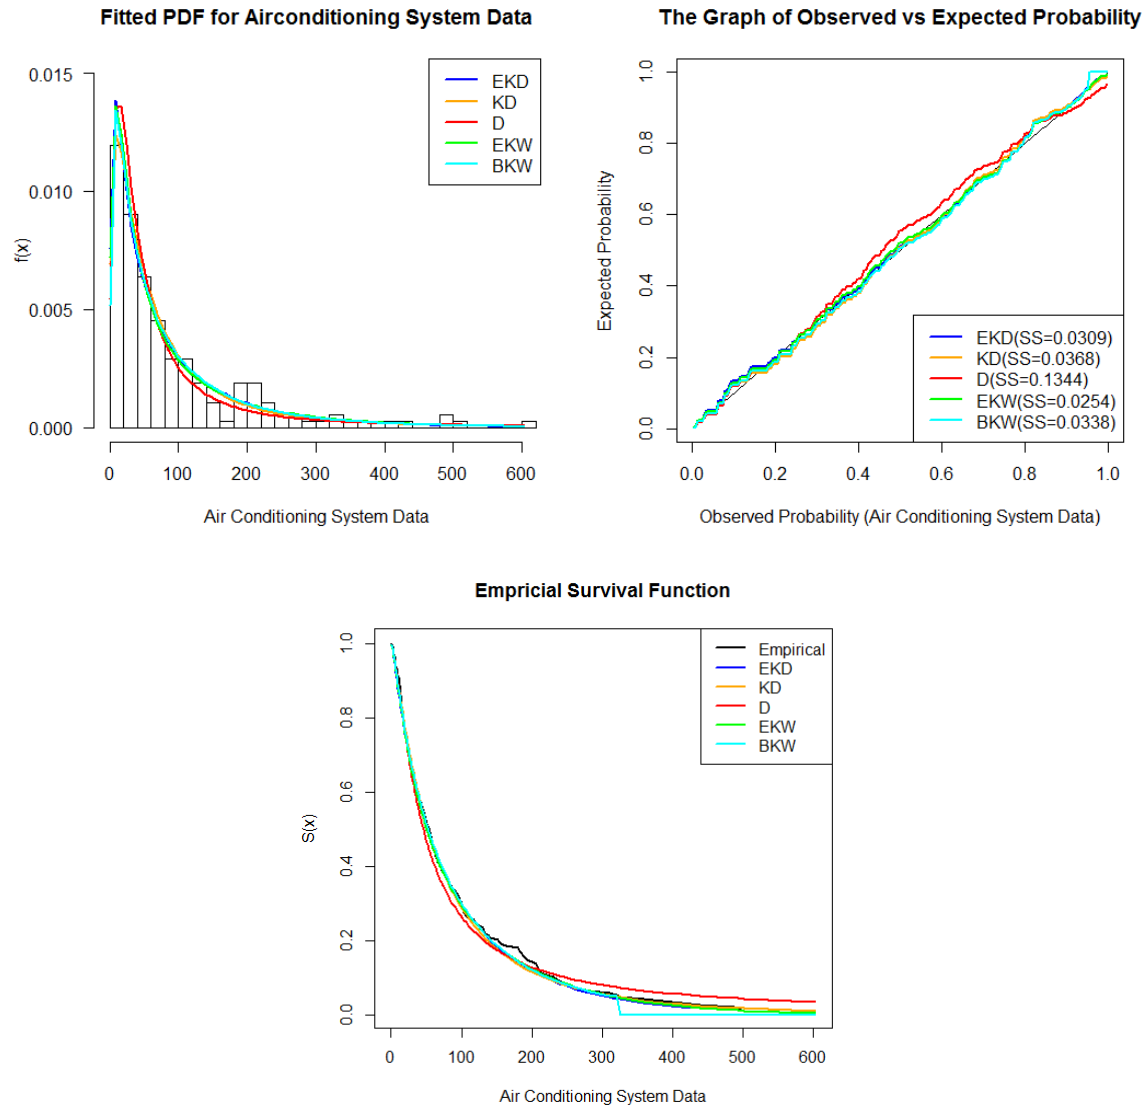 Fitted PDF for Airconditioning System Data
f(x)
0.015
0.010
0.005
0.000
EKD
KD
D
EKW
BKW
0 100 200 300 400 500 600
Air Conditioning System Data
The Graph of Observed vs Expected Probability
Expected Probability
1.0
0.8
0.6
0.4
0.2
0.0
EKD(SS=0.0309)
KD(SS=0.0368)
D(SS=0.1344)
EKW(SS=0.0254)
BKW(SS=0.0338)
0.0 0.2 0.4 0.6 0.8 1.0
Observed Probability (Air Conditioning System Data)
Empricial Survival Function
S(x)
1.0
0.8
0.6
0.4
0.2
0.0
Empirical
EKD
KD
D
EKW
BKW
0 100 200 300 400 500 600
Air Conditioning System Data